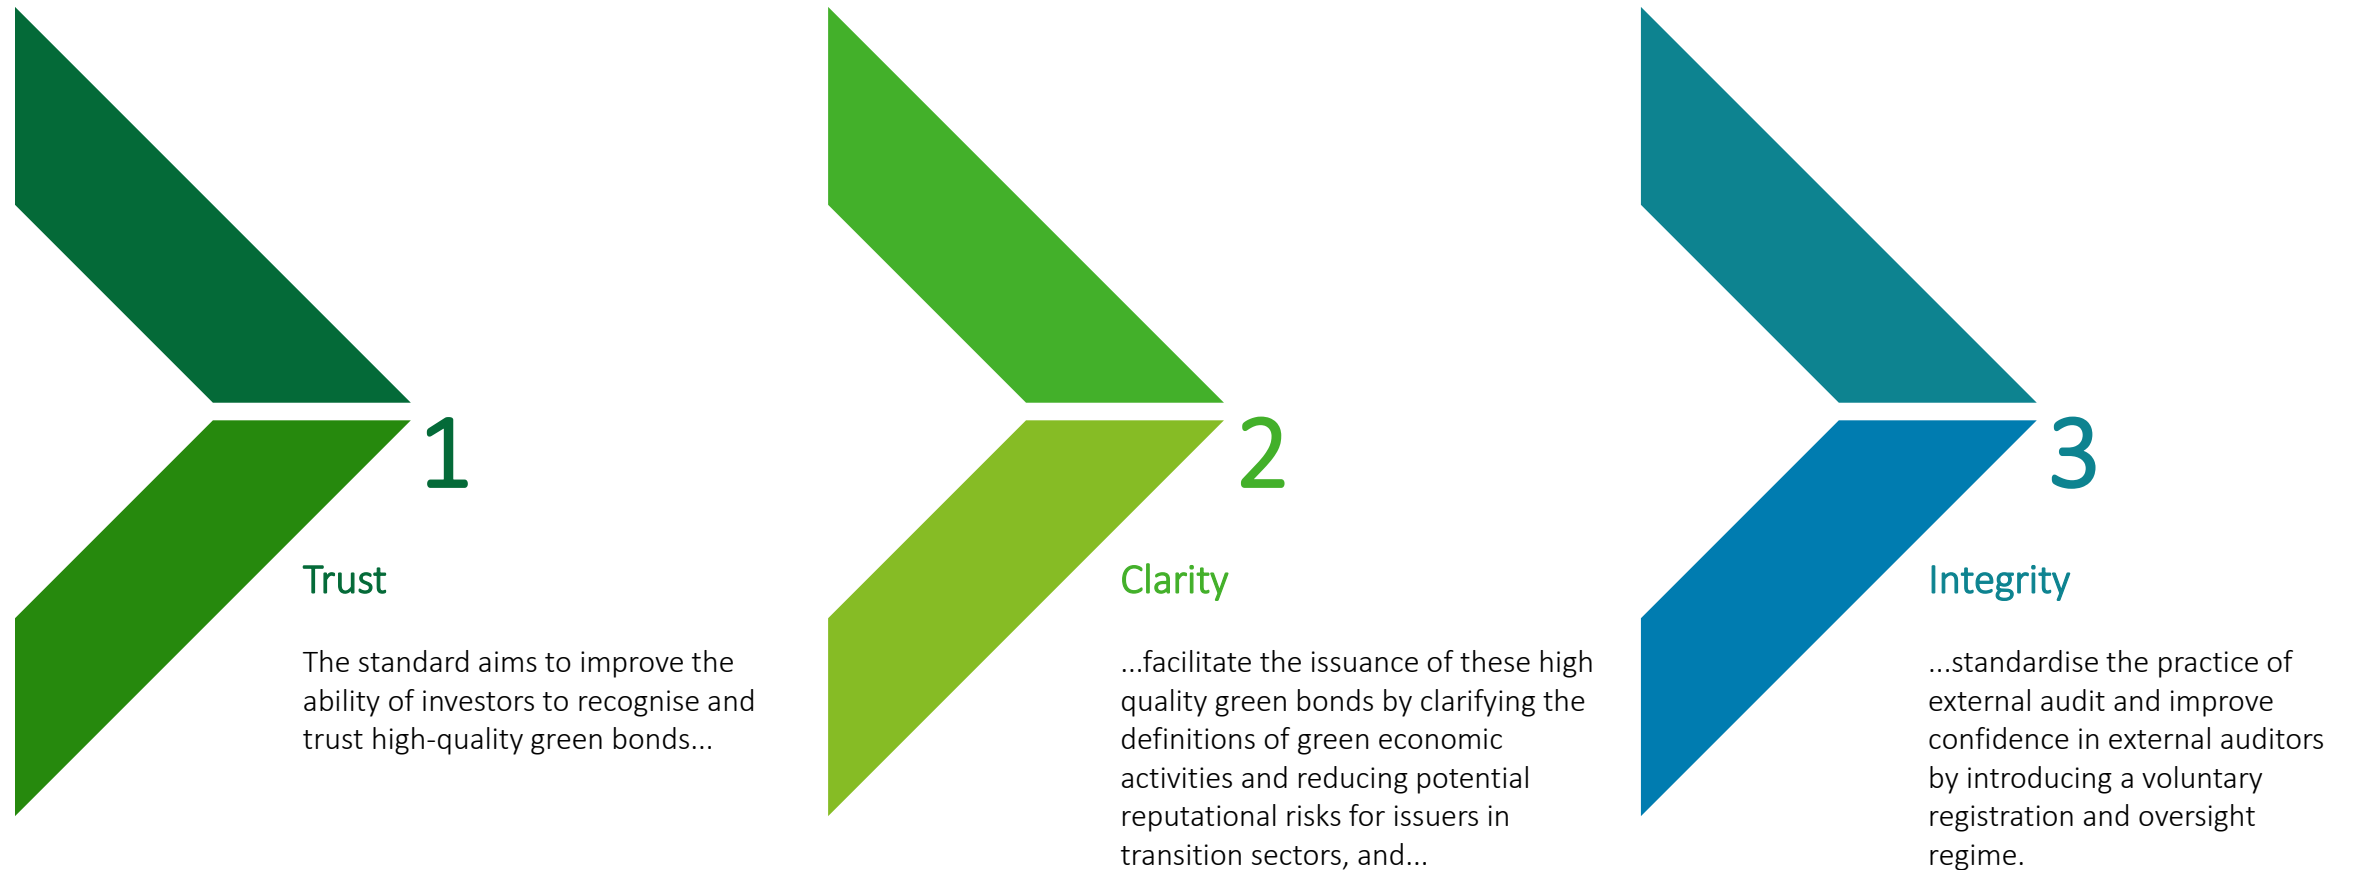 1
Trust
The standard aims to improve the
ability of investors to recognise and
trust high-quality green bonds...
2
Clarity
...facilitate the issuance of these high
quality green bonds by clarifying the
definitions of green economic
activities and reducing potential
reputational risks for issuers in
transition sectors, and...
3
Integrity
...standardise the practice of
external audit and improve
confidence in external auditors
by introducing a voluntary
registration and oversight
regime.